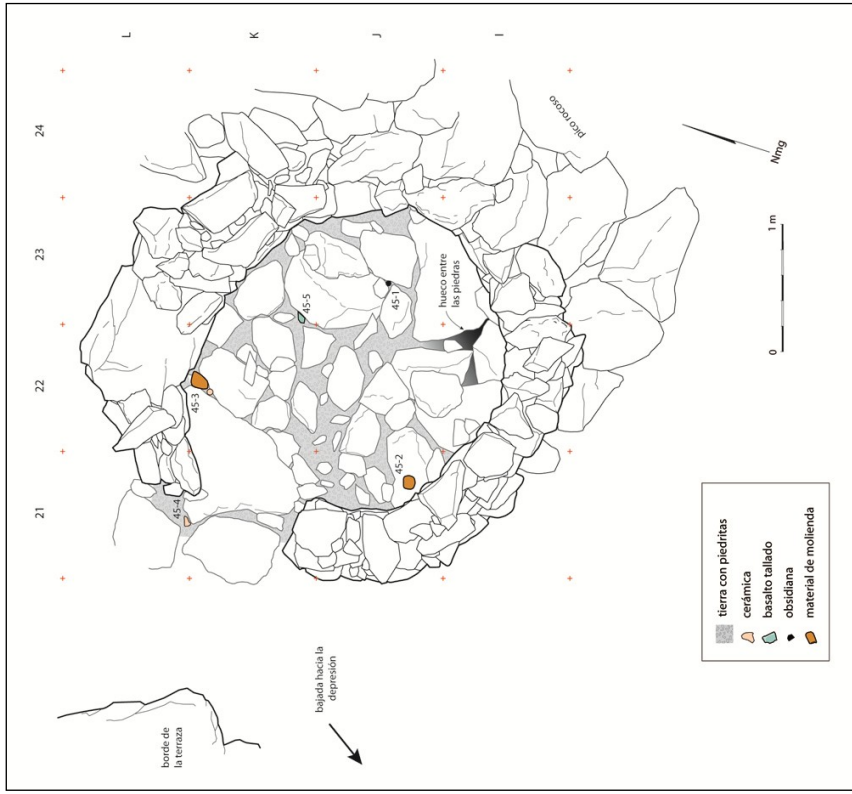 L
K
J
I
24
23
22
21
pico rocoso
Nmg
hueco entre
las piedras
45-1
45-5
45-3
45-2
45-4
1 m
0
bajada hacia la
depresión
borde de
la terraza
tierra con piedritas
cerámica
basalto tallado
obsidiana
material de molienda